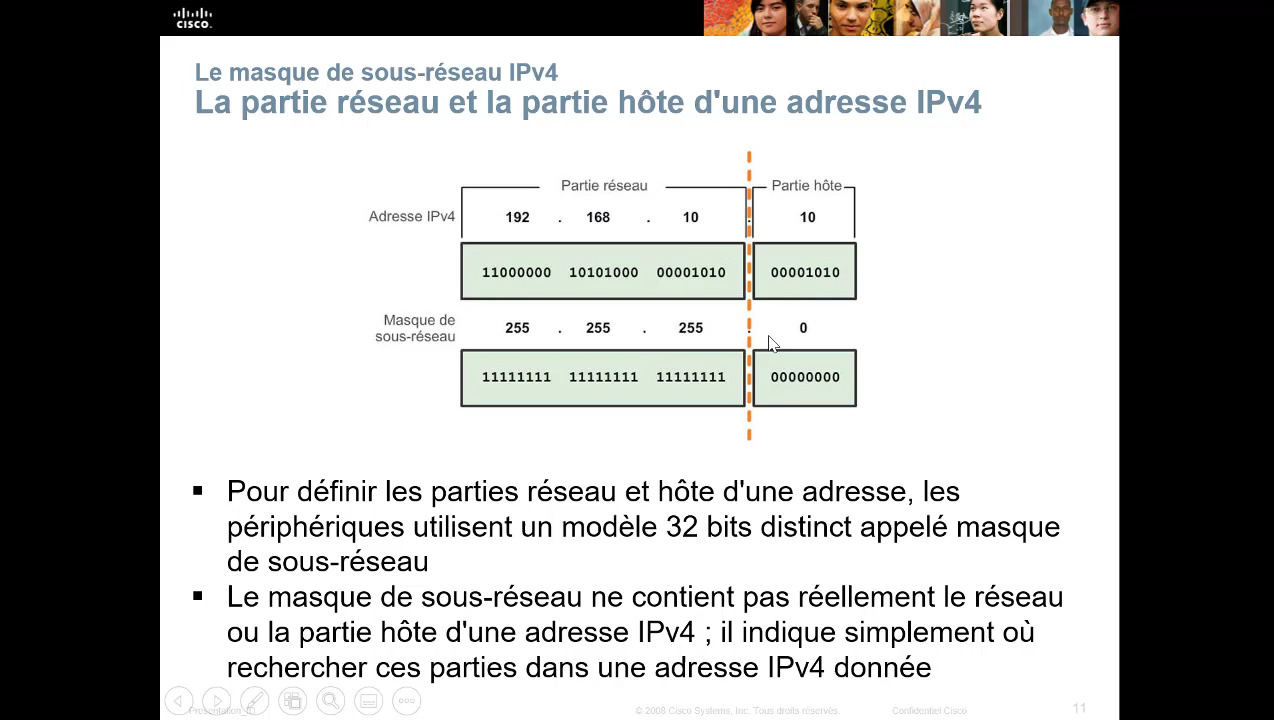 CISCO.
Le masque de sous-réseau IPv4
La partie réseau et la partie hôte d'une adresse IPv4
Partie réseau Partie hôte
Adresse IPv4 192 . 168 . 10 . 10
11000000 10101000 00001010 00001010
Masque de
sous-réseau
255 . 255 . 255 . 0
11111111 11111111 11111111 00000000
▪ Pour définir les parties réseau et hôte d'une adresse, les
périphériques utilisent un modèle 32 bits distinct appelé masque
de sous-réseau
▪ Le masque de sous-réseau ne contient pas réellement le réseau
ou la partie hôte d'une adresse IPv4 ; il indique simplement où
rechercher ces parties dans une adresse IPv4 donnée
Presentation_ID © 2008 Cisco Systems, Inc. Tous droits réservés. Confidentiel Cisco 11